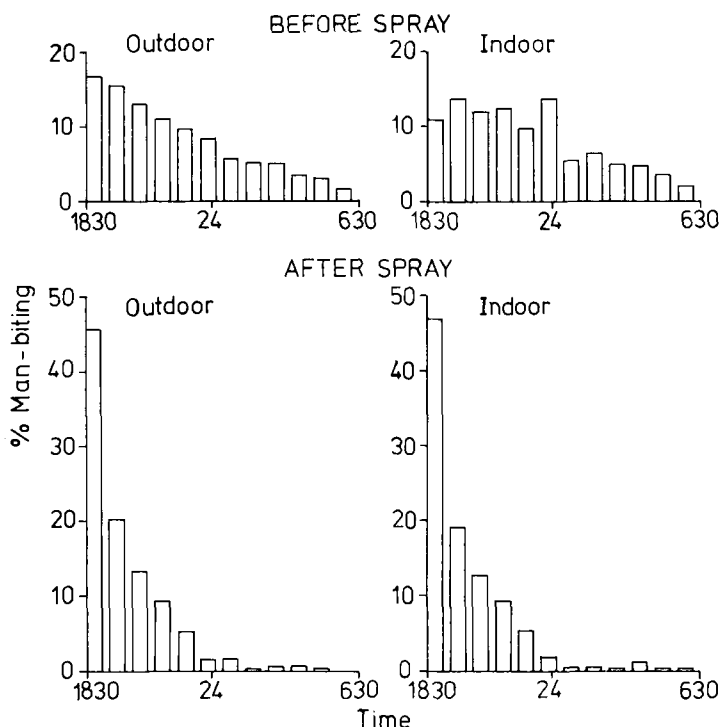 BEFORE SPRAY
Outdoor Indoor
20 20
10 10
0 0
1830 24 630 1830 24 630
AFTER SPRAY
Outdoor Indoor
50 50
40 40
30 30
20 20
10 10
0 0
1830 24 630 1830 24 630
% Man-biting
Time